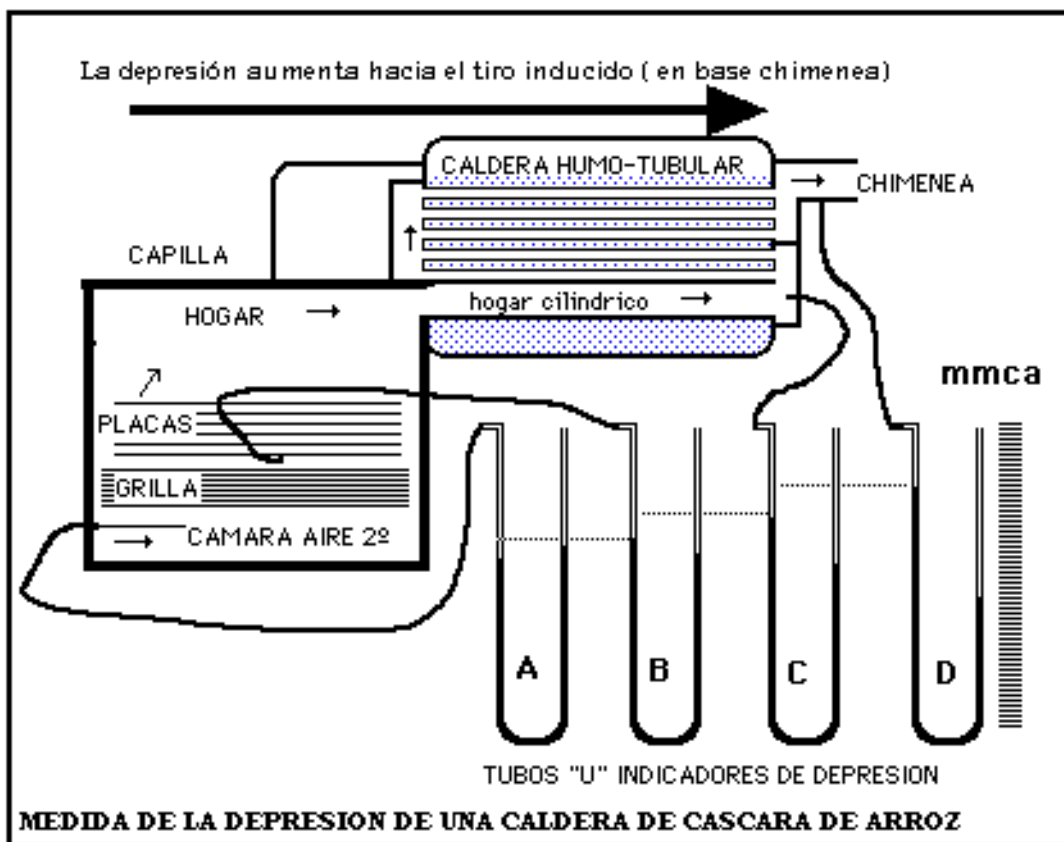 La depresión aumenta hacia el tiro inducido ( en base chimenea)
CALDERA HUMO-TUBULAR
CHIMENEA
CAPILLA
HOGAR
hogar cilindrico
mmca
PLACAS
GRILLA
CAMARA AIRE 2º
A
B
C
D
TUBOS "U" INDICADORES DE DEPRESION
MEDIDA DE LA DEPRESION DE UNA CALDERA DE CASCARA DE ARROZ